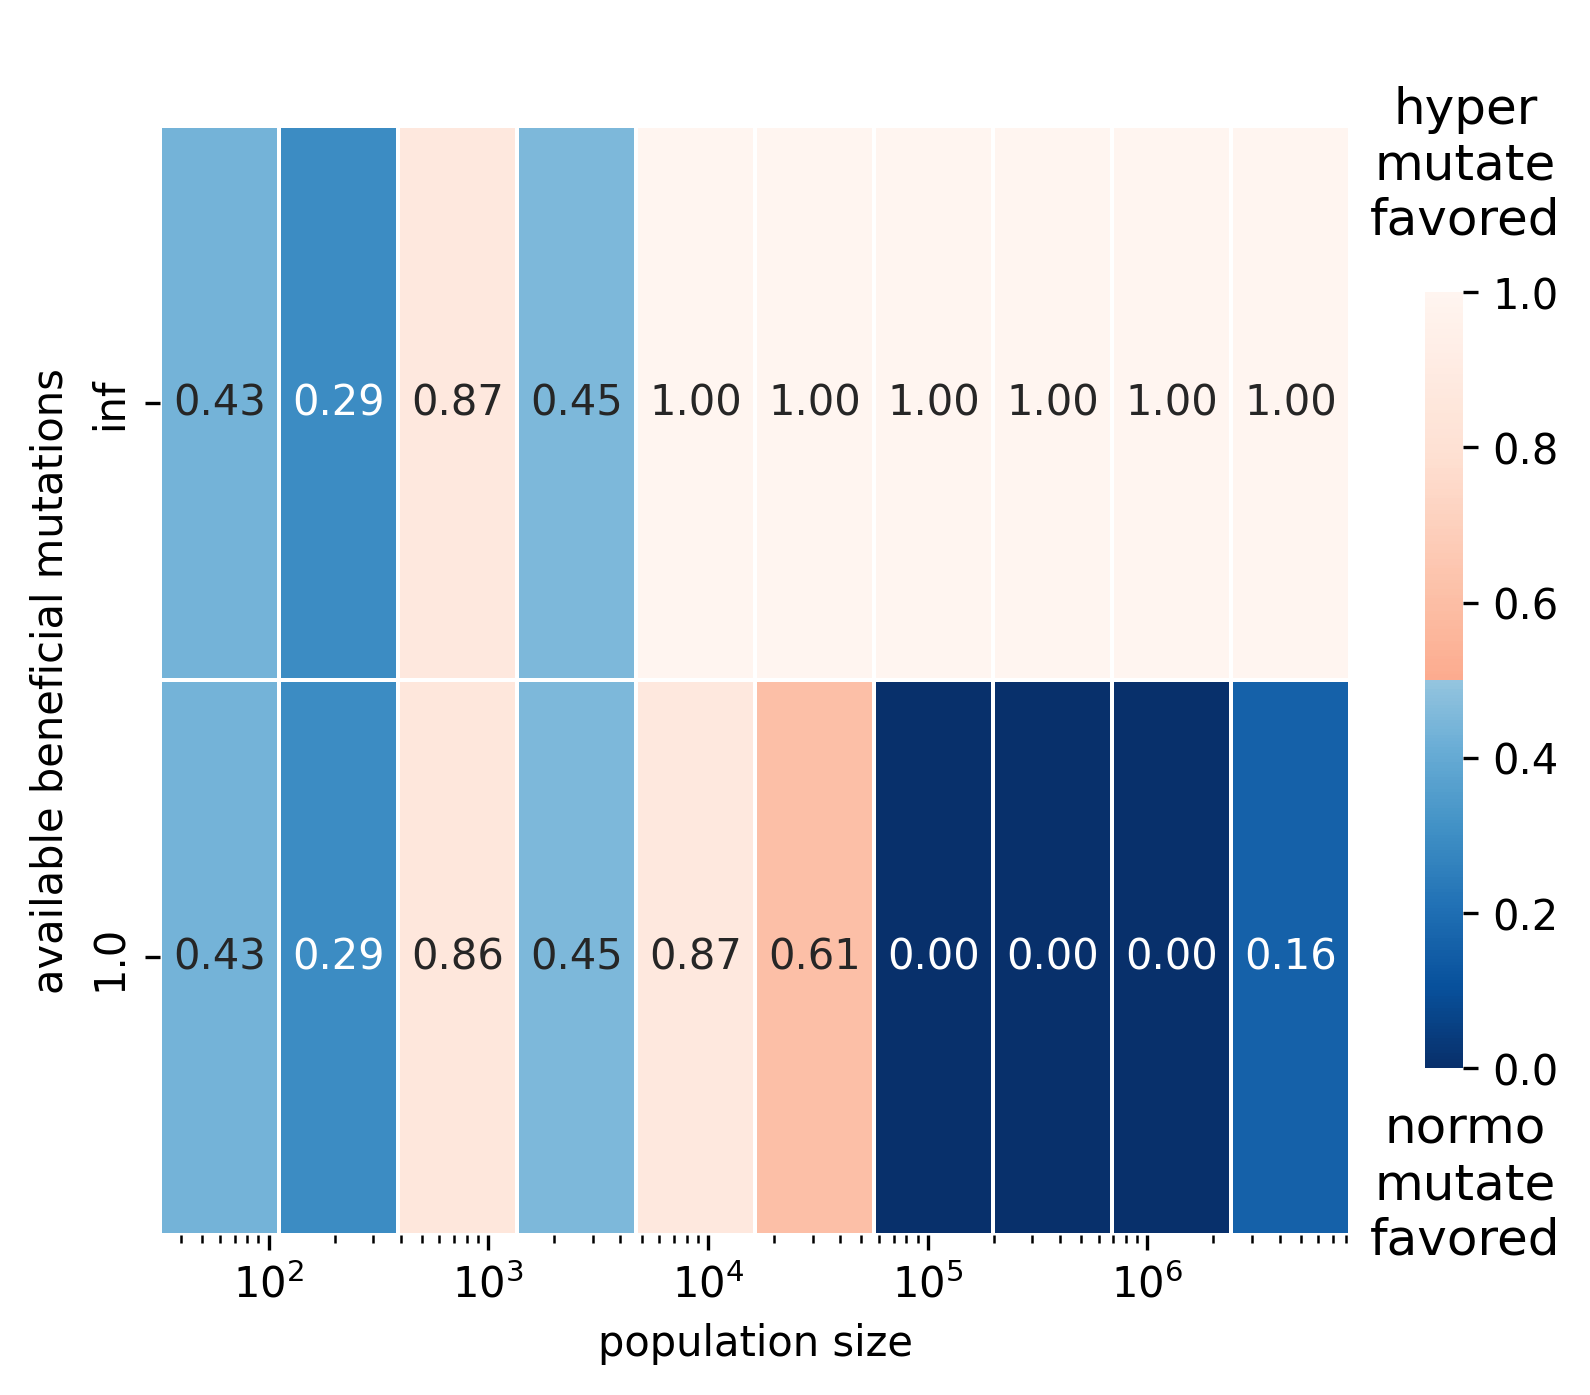 hyper
mutate
favored
available beneficial mutations
inf
0.43 0.29 0.87 0.45 1.00 1.00 1.00 1.00 1.00 1.00
1.0
0.43 0.29 0.86 0.45 0.87 0.61 0.00 0.00 0.00 0.16
1.0
0.8
0.6
0.4
0.2
0.0
normo
mutate
favored
10² 10³ 10⁴ 10⁵ 10⁶
population size